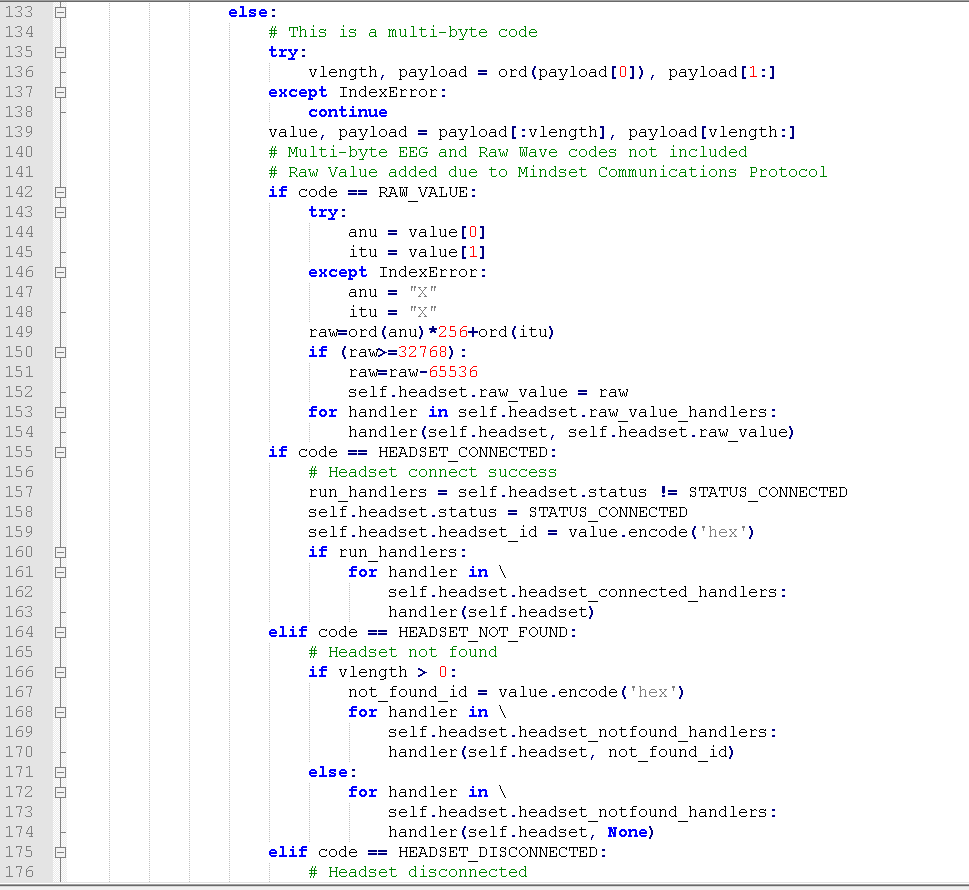 133 else:
134 # This is a multi-byte code
135 try:
136 vlength, payload = ord(payload[0]), payload[1:]
137 except IndexError:
138 continue
139 value, payload = payload[:vlength], payload[vlength:]
140 # Multi-byte EEG and Raw Wave codes not included
141 # Raw Value added due to Mindset Communications Protocol
142 if code == RAW_VALUE:
143 try:
144 anu = value[0]
145 itu = value[1]
146 except IndexError:
147 anu = "X"
148 itu = "X"
149 raw=ord(anu)*256+ord(itu)
150 if (raw>=32768):
151 raw=raw-65536
152 self.headset.raw_value = raw
153 for handler in self.headset.raw_value_handlers:
154 handler(self.headset, self.headset.raw_value)
155 if code == HEADSET_CONNECTED:
156 # Headset connect success
157 run_handlers = self.headset.status != STATUS_CONNECTED
158 self.headset.status = STATUS_CONNECTED
159 self.headset.headset_id = value.encode('hex')
160 if run_handlers:
161 for handler in \
162 self.headset.headset_connected_handlers:
163 handler(self.headset)
164 elif code == HEADSET_NOT_FOUND:
165 # Headset not found
166 if vlength > 0:
167 not_found_id = value.encode('hex')
168 for handler in \
169 self.headset.headset_notfound_handlers:
170 handler(self.headset, not_found_id)
171 else:
172 for handler in \
173 self.headset.headset_notfound_handlers:
174 handler(self.headset, None)
175 elif code == HEADSET_DISCONNECTED:
176 # Headset disconnected